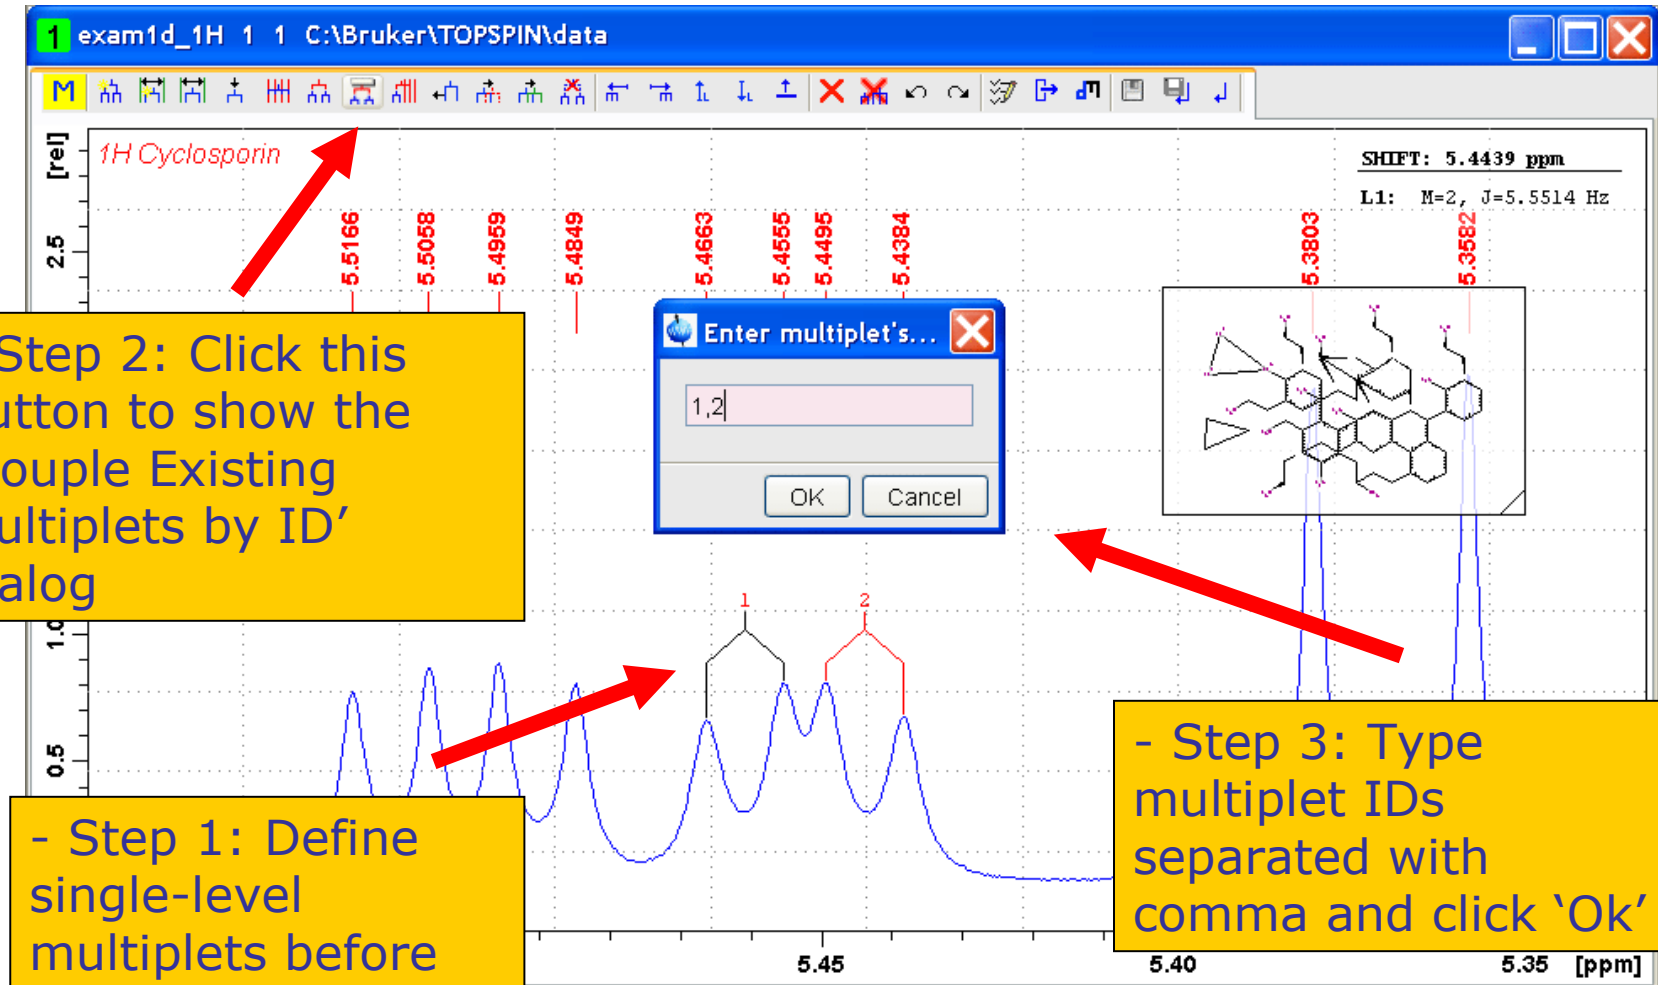 1 exam1d_1H 1 1 C:\Bruker\TOPSPIN\data
M
[rel]
1H Cyclosporin
SHIFT: 5.4439 ppm
L1: M=2, J=5.5514 Hz
5.5166
5.5058
5.4959
5.4849
5.4663
5.4555
5.4495
5.4384
5.3803
5.3582
2.5
1.0
0.5
Step 2: Click this
utton to show the
ouple Existing
ultiplets by ID’
alog
Enter multiplet's...
1,2
OK Cancel
1 2
- Step 1: Define
single-level
multiplets before
- Step 3: Type
multiplet IDs
separated with
comma and click ‘Ok’
5.45 5.40 5.35 [ppm]